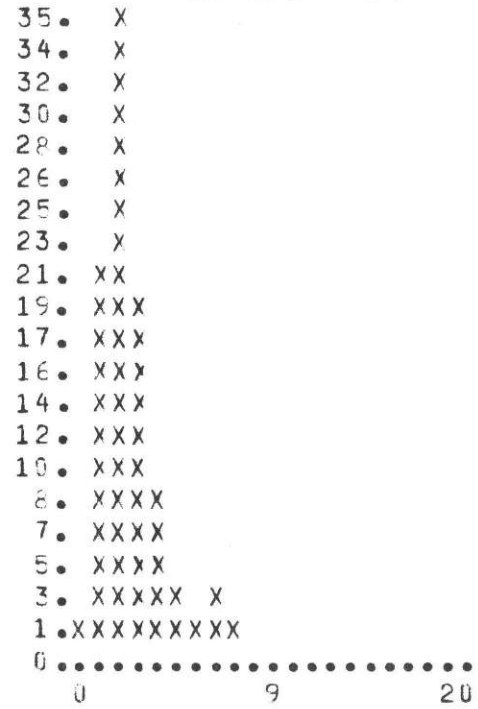 35.  X
34.  X
32.  X
30.  X
28.  X
26.  X
25.  X
23.  X
21. XX
19. XXX
17. XXX
16. XXX
14. XXX
12. XXX
10. XXX
8. XXXX
7. XXXX
5. XXXX
3. XXXXX X
1.XXXXXXXXX
0......................
0 9 20